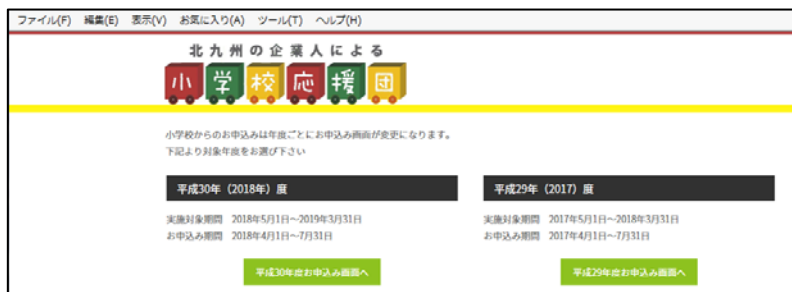 ファイル(F) 編集(E) 表示(V) お気に入り(A) ツール(T) ヘルプ(H)
北九州の企業人による
小学校応援団
小学校からのお申込みは年度ごとにお申込み画面が変更になります。
下記より対象年度をお選び下さい
平成30年（2018年）度
実施対象期間 2018年5月1日～2019年3月31日
お申込み期間 2018年4月1日～7月31日
平成30年度お申込み画面へ
平成29年（2017）度
実施対象期間 2017年5月1日～2018年3月31日
お申込み期間 2017年4月1日～7月31日
平成29年度お申込み画面へ